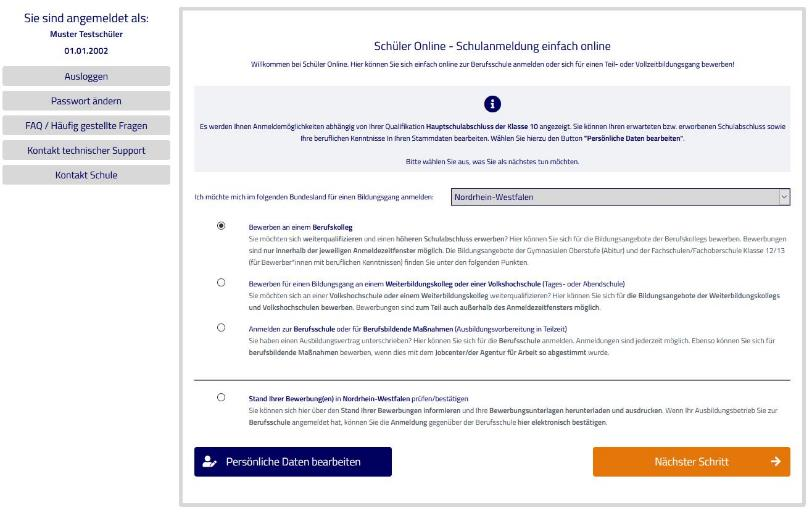 Sie sind angemeldet als:
Muster Testschüler
01.01.2002
Ausloggen
Passwort ändern
FAQ / Häufig gestellte Fragen
Kontakt technischer Support
Kontakt Schule
Schüler Online - Schulanmeldung einfach online
Willkommen bei Schüler Online. Hier können Sie sich einfach online zur Berufsschule anmelden oder sich für einen Teil- oder Vollzeitbildungsgang bewerben!
Es werden Ihnen Anmeldemöglichkeiten abhängig von Ihrer Qualifikation Hauptschulabschluss der Klasse 10 angezeigt. Sie können Ihren erwarteten bzw. erworbenen Schulabschluss sowie
Ihre beruflichen Kenntnisse in Ihren Stammdaten bearbeiten. Wählen Sie hierzu den Button "Persönliche Daten bearbeiten".
Bitte wählen Sie aus, was Sie als nächstes tun möchten.
Ich möchte mich im folgenden Bundesland für einen Bildungsgang anmelden: Nordrhein-Westfalen
Bewerben an einem Berufskolleg
Sie möchten sich weiterqualifizieren und einen höheren Schulabschluss erwerben? Hier können Sie sich für die Bildungsangebote der Berufskollegs bewerben. Bewerbungen
sind nur innerhalb der jeweiligen Anmeldezeitfenster möglich. Die Bildungsangebote der Gymnasialen Oberstufe (Abitur) und der Fachschulen/Fachoberschule Klasse 12/13
(für Bewerber*innen mit beruflichen Kenntnissen) finden Sie unter den folgenden Punkten.
Bewerben für einen Bildungsgang an einem Weiterbildungskolleg oder einer Volkshochschule (Tages- oder Abendschule)
Sie möchten sich an einer Volkshochschule oder einem Weiterbildungskolleg weiterqualifizieren? Hier können Sie sich für die Bildungsangebote der Weiterbildungskollegs
und Volkshochschulen bewerben. Bewerbungen sind zum Teil auch außerhalb des Anmeldezeitfensters möglich.
Anmelden zur Berufsschule oder für Berufsbildende Maßnahmen (Ausbildungsvorbereitung in Teilzeit)
Sie haben einen Ausbildungsvertrag unterschrieben? Hier können Sie sich für die Berufsschule anmelden. Anmeldungen sind jederzeit möglich. Ebenso können Sie sich für
berufsbildende Maßnahmen bewerben, wenn dies mit dem Jobcenter/der Agentur für Arbeit so abgestimmt wurde.
Stand Ihrer Bewerbung(en) in Nordrhein-Westfalen prüfen/bestätigen
Sie können sich hier über den Stand Ihrer Bewerbungen informieren und Ihre Bewerbungsunterlagen herunterladen und ausdrucken. Wenn Ihr Ausbildungsbetrieb Sie zur
Berufsschule angemeldet hat, können Sie die Anmeldung gegenüber der Berufsschule hier elektronisch bestätigen.
Persönliche Daten bearbeiten
Nächster Schritt